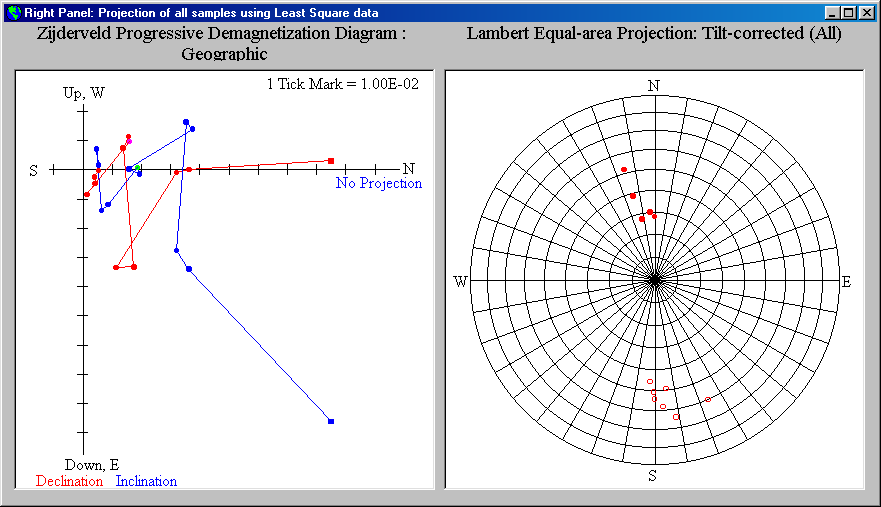 Right Panel: Projection of all samples using Least Square data
Zijderveld Progressive Demagnetization Diagram :
Geographic
Lambert Equal-area Projection: Tilt-corrected (All)
1 Tick Mark = 1.00E-02
Up, W
S
N
No Projection
Down, E
Declination Inclination
N
W
E
S